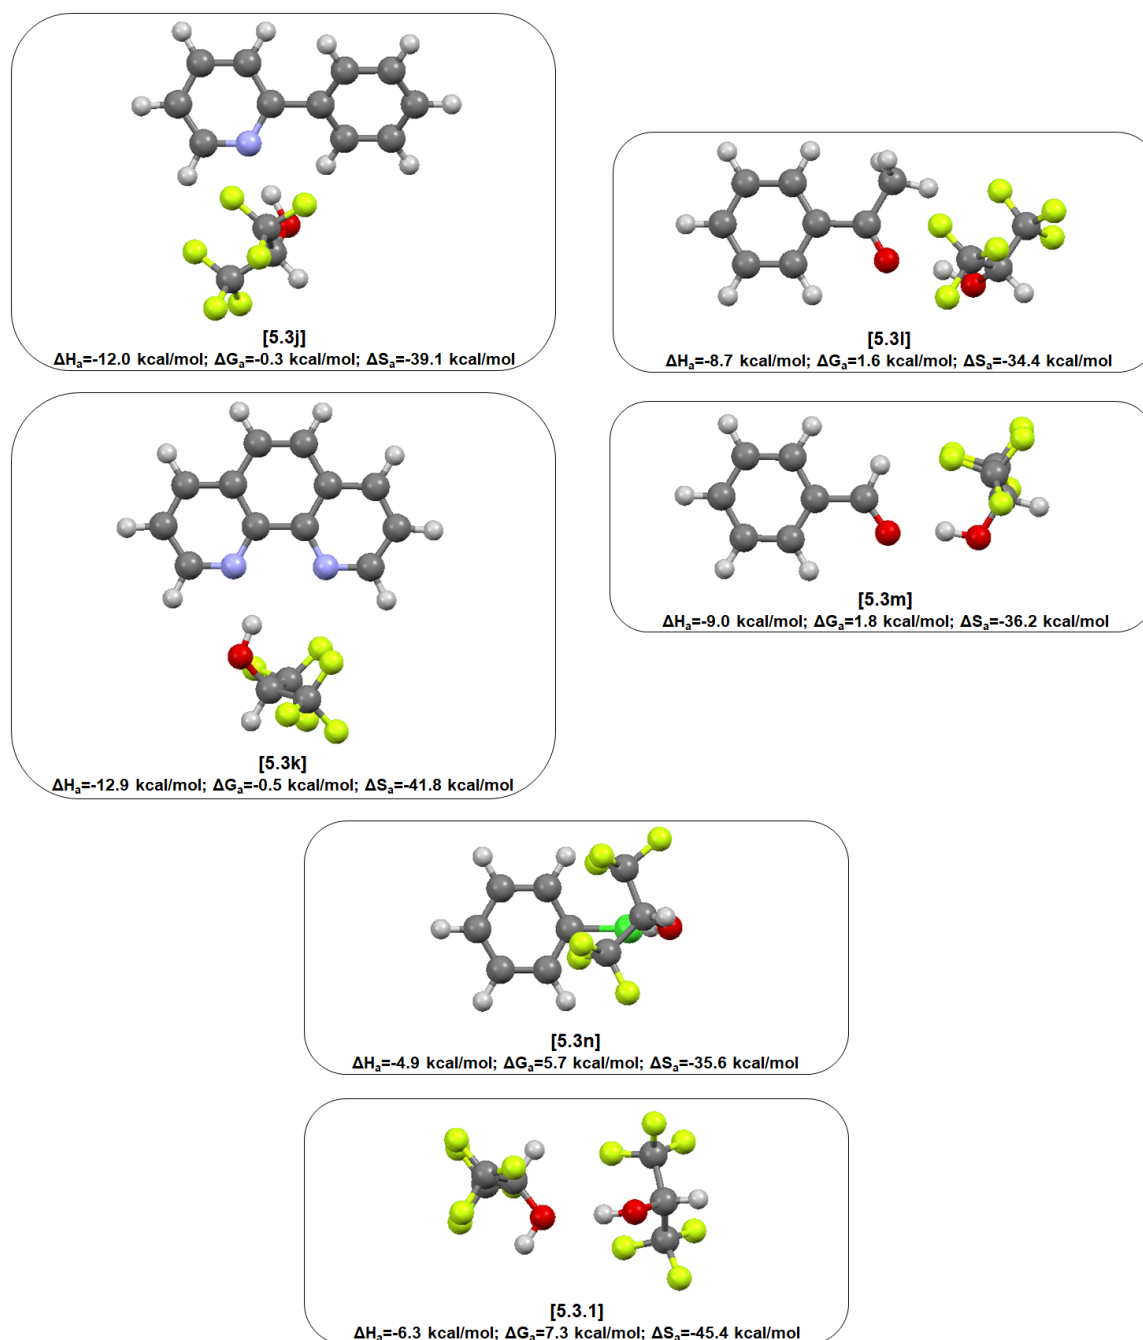 [5.3j]
ΔHₐ=-12.0 kcal/mol; ΔGₐ=-0.3 kcal/mol; ΔSₐ=-39.1 kcal/mol
[5.3l]
ΔHₐ=-8.7 kcal/mol; ΔGₐ=1.6 kcal/mol; ΔSₐ=-34.4 kcal/mol
[5.3k]
ΔHₐ=-12.9 kcal/mol; ΔGₐ=-0.5 kcal/mol; ΔSₐ=-41.8 kcal/mol
[5.3m]
ΔHₐ=-9.0 kcal/mol; ΔGₐ=1.8 kcal/mol; ΔSₐ=-36.2 kcal/mol
[5.3n]
ΔHₐ=-4.9 kcal/mol; ΔGₐ=5.7 kcal/mol; ΔSₐ=-35.6 kcal/mol
[5.3.1]
ΔHₐ=-6.3 kcal/mol; ΔGₐ=7.3 kcal/mol; ΔSₐ=-45.4 kcal/mol